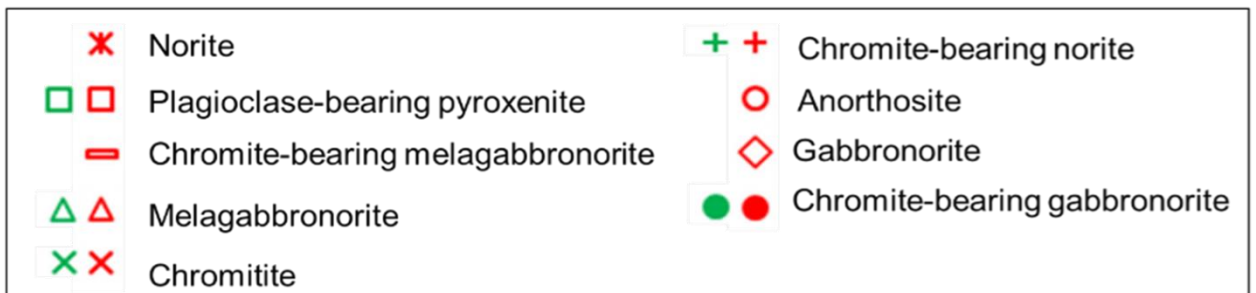 Norite
Plagioclase-bearing pyroxenite
Chromite-bearing melagabbronorite
Melagabbronorite
Chromitite
Chromite-bearing norite
Anorthosite
Gabbronorite
Chromite-bearing gabbronorite